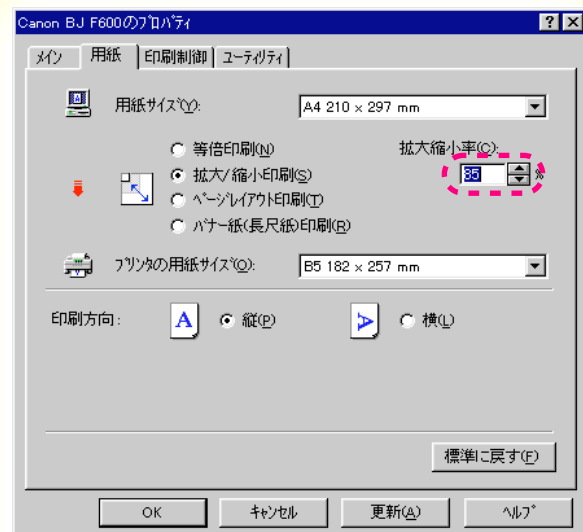 Canon BJ F600のﾌﾟﾛﾊﾟﾃｨ
ﾒｲﾝ 用紙 印刷制御 ﾕｰﾃｨﾘﾃｨ
用紙ｻｲｽﾞ(Y): A4 210 × 297 mm
等倍印刷(N) 拡大縮小率(C):
拡大/縮小印刷(S) 85 %
ﾍﾟｰｼﾞﾚｲｱｳﾄ印刷(T)
ﾊﾞﾅｰ紙(長尺紙)印刷(R)
ﾌﾟﾘﾝﾀの用紙ｻｲｽﾞ(O): B5 182 × 257 mm
印刷方向: A 縦(P) A 横(L)
標準に戻す(F)
OK ｷｬﾝｾﾙ 更新(A) ﾍﾙﾌﾟ